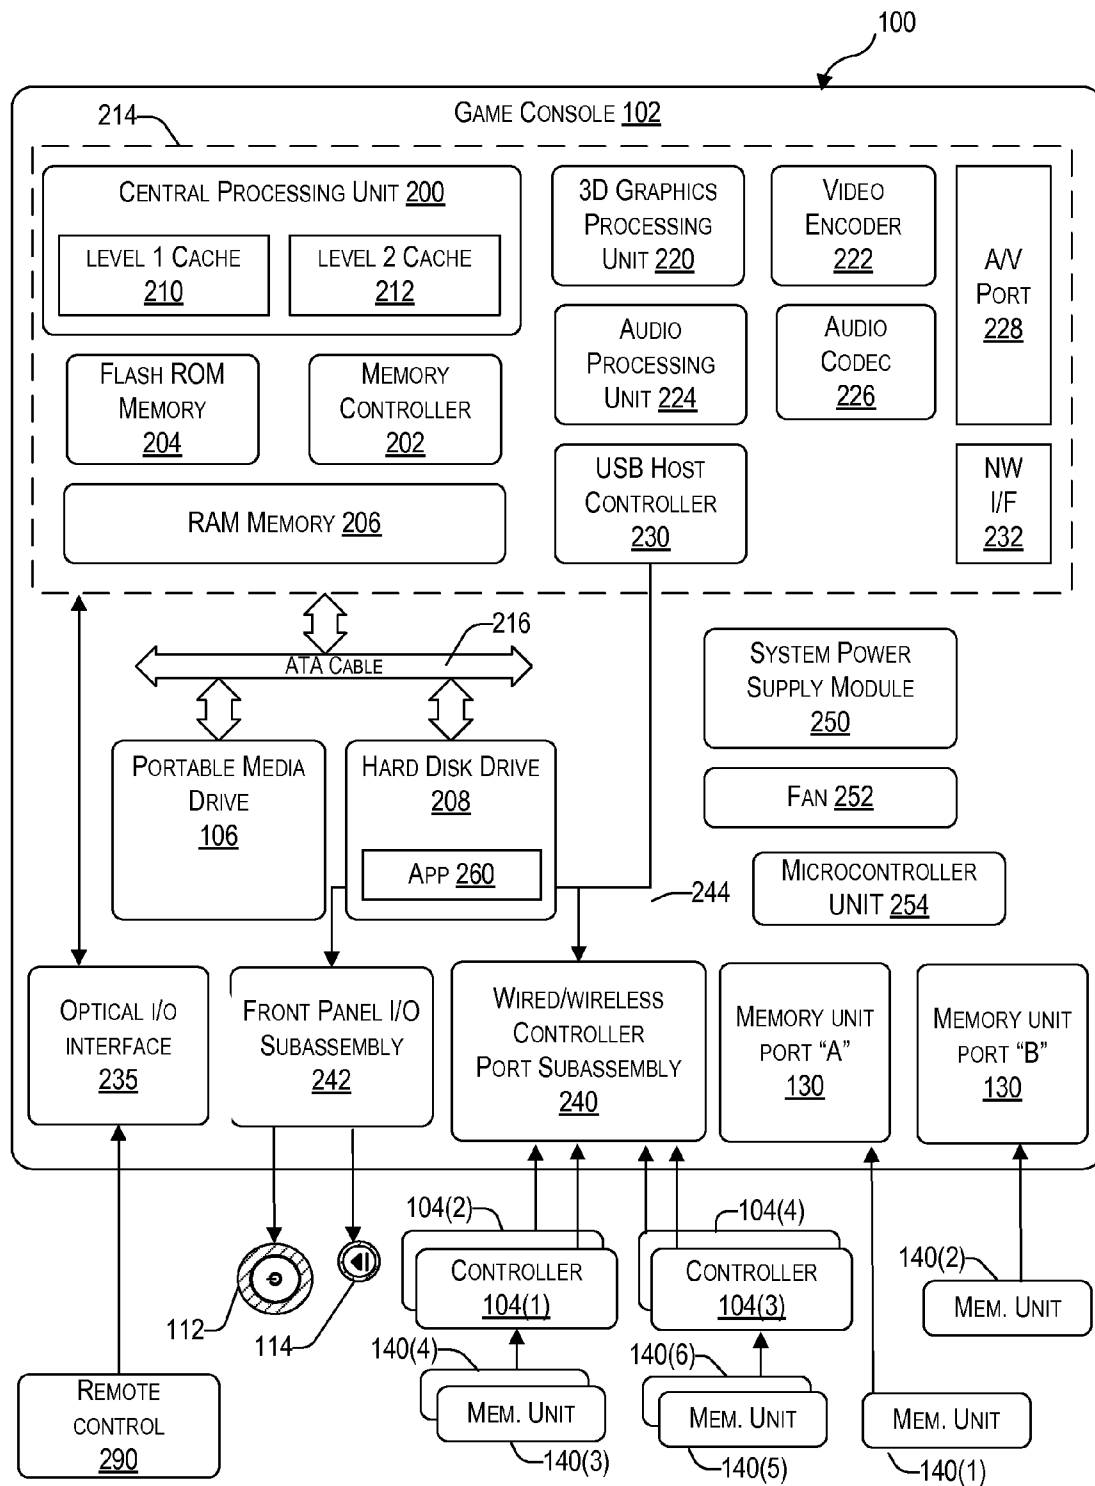 100
GAME CONSOLE 102
214
CENTRAL PROCESSING UNIT 200
LEVEL 1 CACHE
210
LEVEL 2 CACHE
212
3D GRAPHICS
PROCESSING
UNIT 220
VIDEO
ENCODER
222
A/V
PORT
228
FLASH ROM
MEMORY
204
MEMORY
CONTROLLER
202
AUDIO
PROCESSING
UNIT 224
AUDIO
CODEC
226
RAM MEMORY 206
USB HOST
CONTROLLER
230
NW
I/F
232
216
ATA CABLE
SYSTEM POWER
SUPPLY MODULE
250
PORTABLE MEDIA
DRIVE
106
HARD DISK DRIVE
208
APP 260
FAN 252
MICROCONTROLLER
UNIT 254
244
OPTICAL I/O
INTERFACE
235
FRONT PANEL I/O
SUBASSEMBLY
242
WIRED/WIRELESS
CONTROLLER
PORT SUBASSEMBLY
240
MEMORY UNIT
PORT “A”
130
MEMORY UNIT
PORT “B”
130
104(2)
104(4)
CONTROLLER
104(1)
CONTROLLER
104(3)
140(2)
MEM. UNIT
112
114
140(4)
140(6)
REMOTE
CONTROL
290
MEM. UNIT
140(3)
MEM. UNIT
140(5)
MEM. UNIT
140(1)